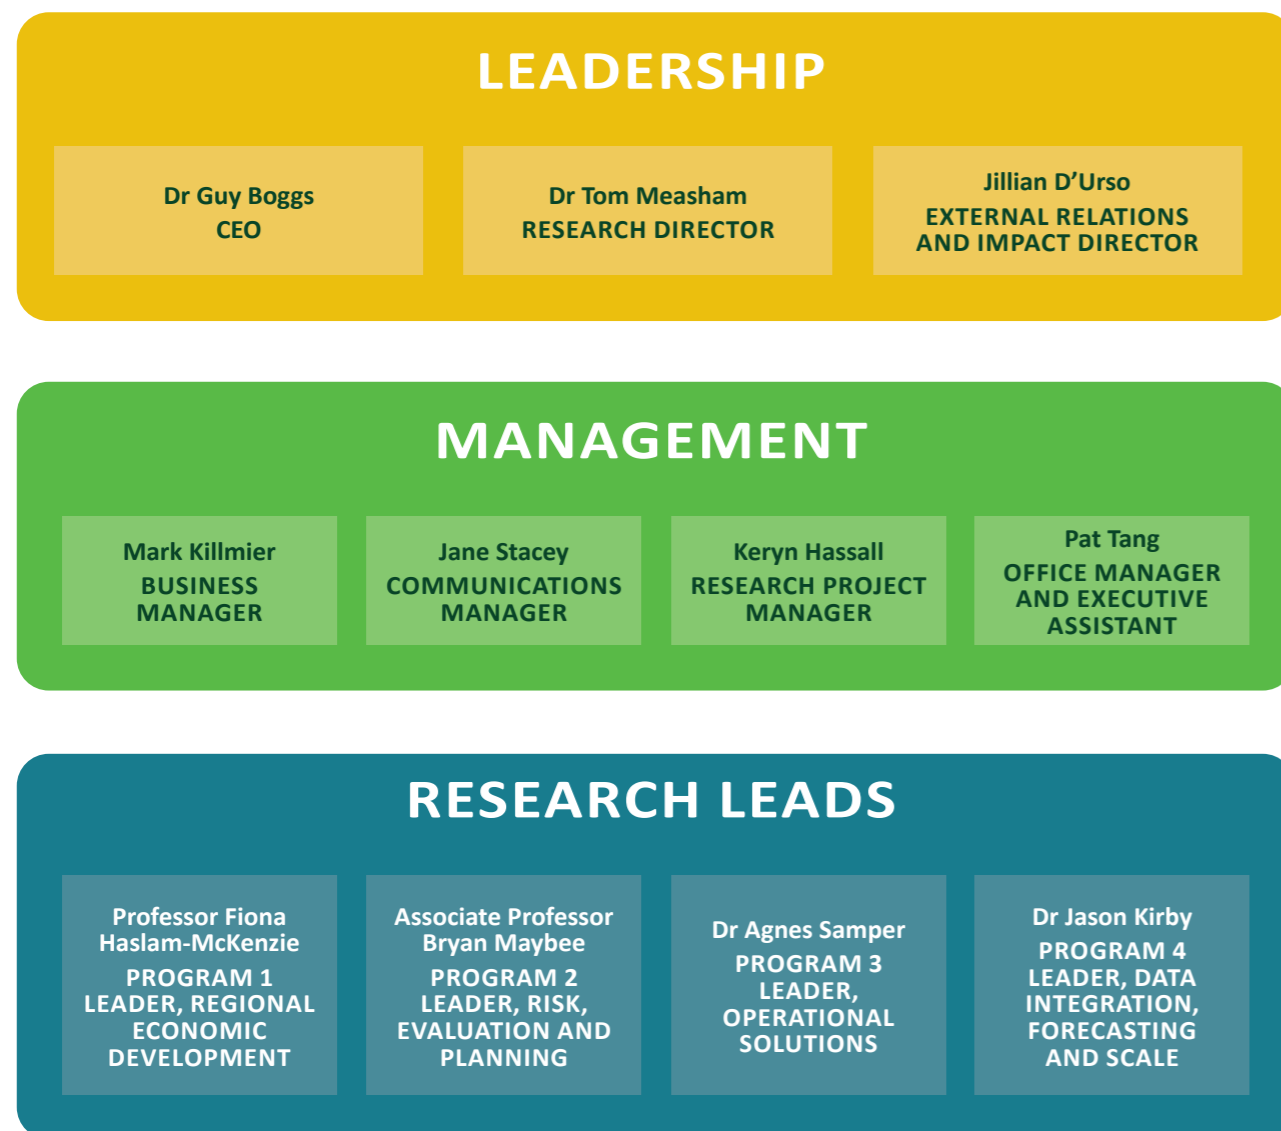 LEADERSHIP
Dr Guy Boggs
CEO
Dr Tom Measham
RESEARCH DIRECTOR
Jillian D’Urso
EXTERNAL RELATIONS
AND IMPACT DIRECTOR
MANAGEMENT
Mark Killmier
BUSINESS
MANAGER
Jane Stacey
COMMUNICATIONS
MANAGER
Keryn Hassall
RESEARCH PROJECT
MANAGER
Pat Tang
OFFICE MANAGER
AND EXECUTIVE
ASSISTANT
RESEARCH LEADS
Professor Fiona
Haslam-McKenzie
PROGRAM 1
LEADER, REGIONAL
ECONOMIC
DEVELOPMENT
Associate Professor
Bryan Maybee
PROGRAM 2
LEADER, RISK,
EVALUATION AND
PLANNING
Dr Agnes Samper
PROGRAM 3
LEADER,
OPERATIONAL
SOLUTIONS
Dr Jason Kirby
PROGRAM 4
LEADER, DATA
INTEGRATION,
FORECASTING
AND SCALE